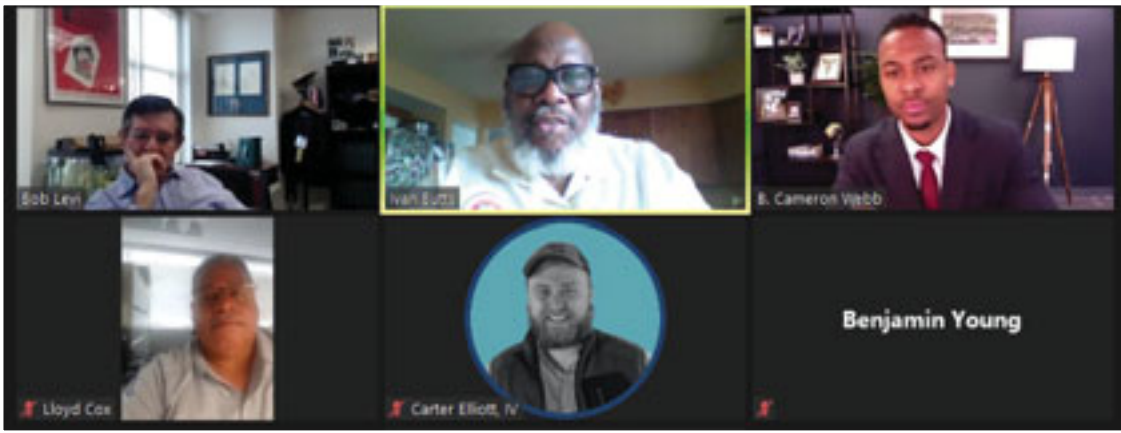 Bob Levi
Ivan Butts
B. Cameron Webb
Lloyd Cox
Carter Elliott, IV
Benjamin Young